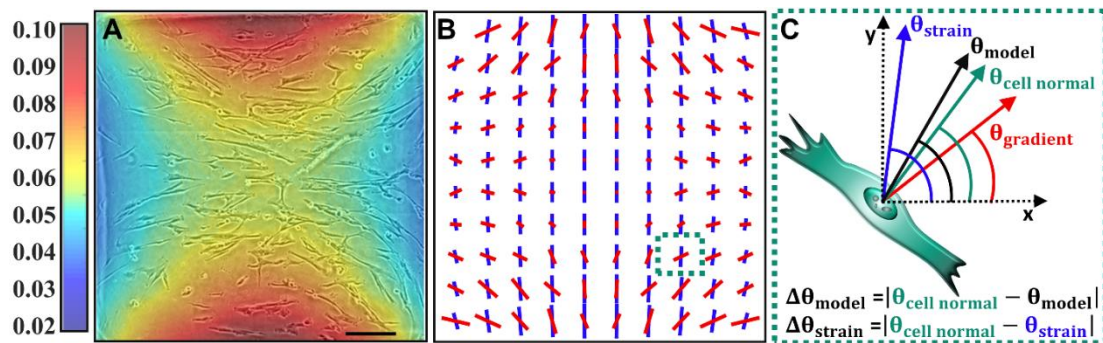 0.10
0.09
0.08
0.07
0.06
0.05
0.04
0.03
0.02
A
B
C
y
θstrain
θmodel
θcell normal
θgradient
x
Δθmodel =|θcell normal − θmodel|
Δθstrain =|θcell normal − θstrain|